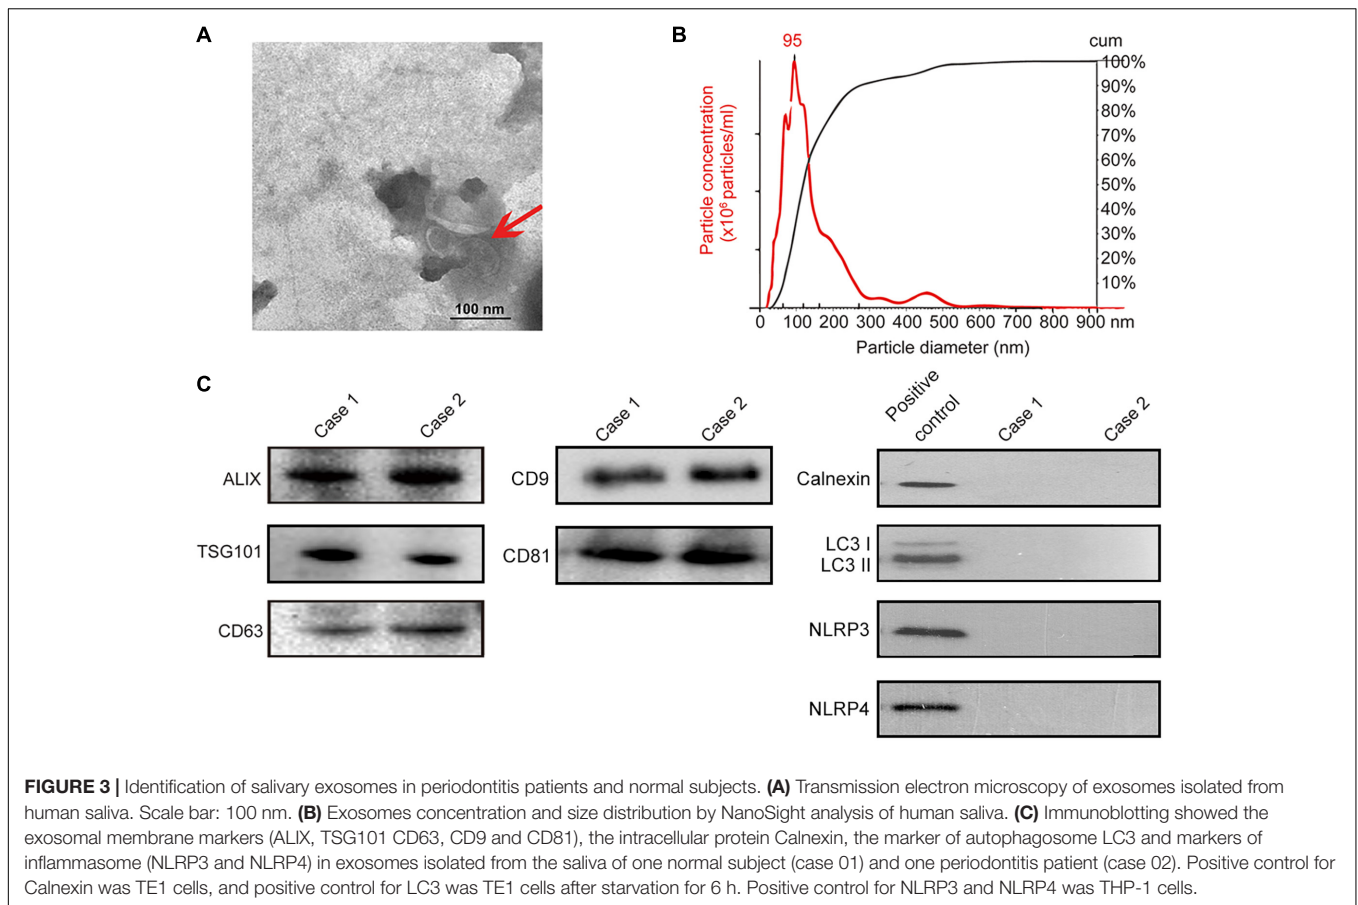 A
100 nm
B
95
cum
Particle concentration
(x10⁶ particles/ml)
100%
90%
80%
70%
60%
50%
40%
30%
20%
10%
0 100 200 300 400 500 600 700 800 900 nm
Particle diameter (nm)
C
Case 1
Case 2
ALIX
TSG101
CD63
Case 1
Case 2
CD9
CD81
Positive
control
Case 1
Case 2
Calnexin
LC3 I
LC3 II
NLRP3
NLRP4
FIGURE 3 | Identification of salivary exosomes in periodontitis patients and normal subjects. (A) Transmission electron microscopy of exosomes isolated from
human saliva. Scale bar: 100 nm. (B) Exosomes concentration and size distribution by NanoSight analysis of human saliva. (C) Immunoblotting showed the
exosomal membrane markers (ALIX, TSG101 CD63, CD9 and CD81), the intracellular protein Calnexin, the marker of autophagosome LC3 and markers of
inflammasome (NLRP3 and NLRP4) in exosomes isolated from the saliva of one normal subject (case 01) and one periodontitis patient (case 02). Positive control for
Calnexin was TE1 cells, and positive control for LC3 was TE1 cells after starvation for 6 h. Positive control for NLRP3 and NLRP4 was THP-1 cells.